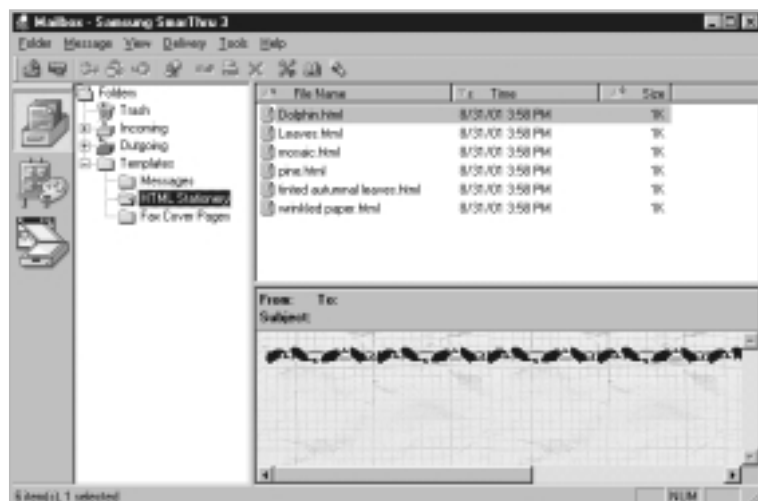 Mailbox - Samsung SmarThru 3
Folder Message View Delivery Tools Help
Folders
Trash
Incoming
Outgoing
Templates
Messages
HTML Stationery
Fax Cover Pages
File Name Time Size
Dolphin.html 8/31/01 3:58 PM 1K
Leaves.html 8/31/01 3:58 PM 1K
mosaic.html 8/31/01 3:58 PM 1K
pine.html 8/31/01 3:58 PM 1K
tinted autumnal leaves.html 8/31/01 3:58 PM 1K
wrinkled paper.html 8/31/01 3:58 PM 1K
From: To:
Subject:
6 item(s), 1 selected NUM